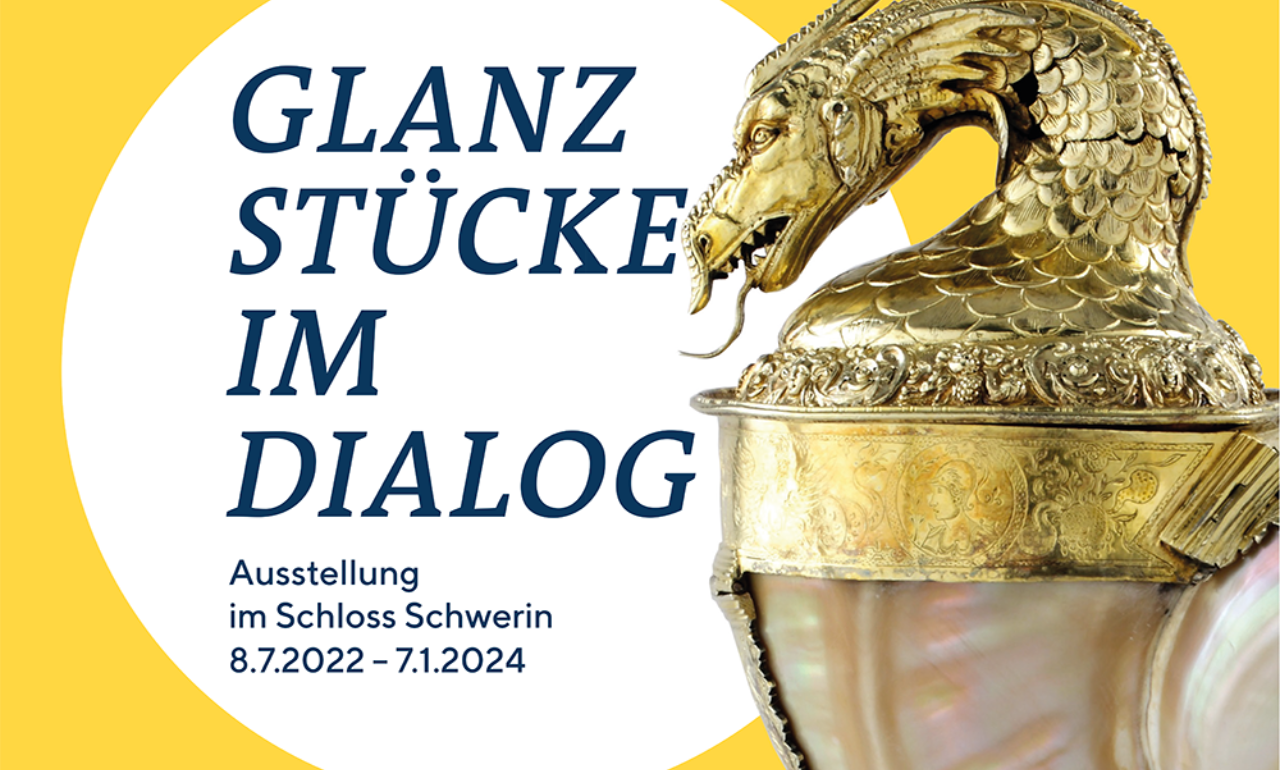 GLANZ
STÜCKE
IM
DIALOG
Ausstellung
im Schloss Schwerin
8.7.2022 – 7.1.2024